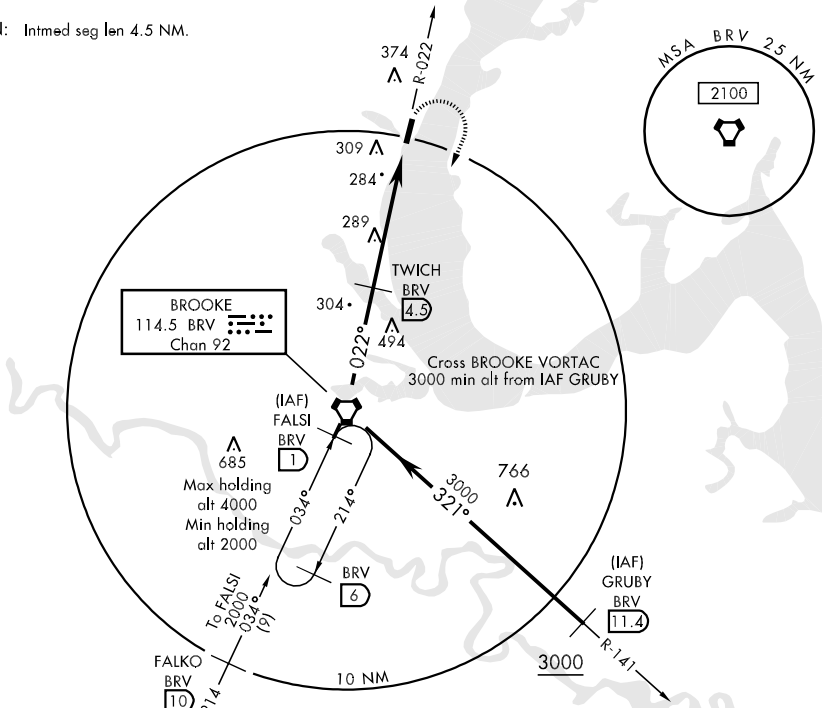 N: Intmed seg len 4.5 NM.
374
R-022
MSA BRV 25 NM
2100
309
284
289
TWICH
BRV
4.5
304
494
BROOKE
114.5 BRV
Chan 92
022°
Cross BROOKE VORTAC
3000 min alt from IAF GRUBY
(IAF)
FALSI
BRV
1
685
Max holding
alt 4000
Min holding
alt 2000
034°
214°
3000
321°
766
BRV
6
(IAF)
GRUBY
BRV
11.4
R-141
3000
To FALSI
2000
034°
(9)
FALKO
BRV
10
10 NM